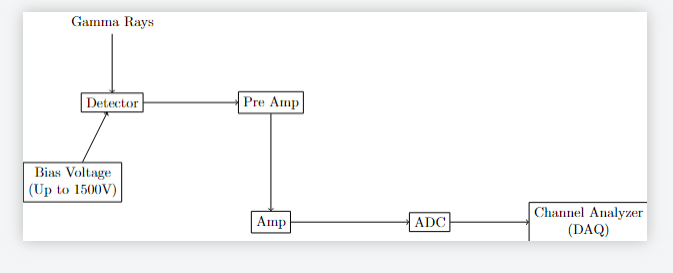 Gamma Rays
Detector
Pre Amp
Bias Voltage
(Up to 1500V)
Amp
ADC
Channel Analyzer
(DAQ)